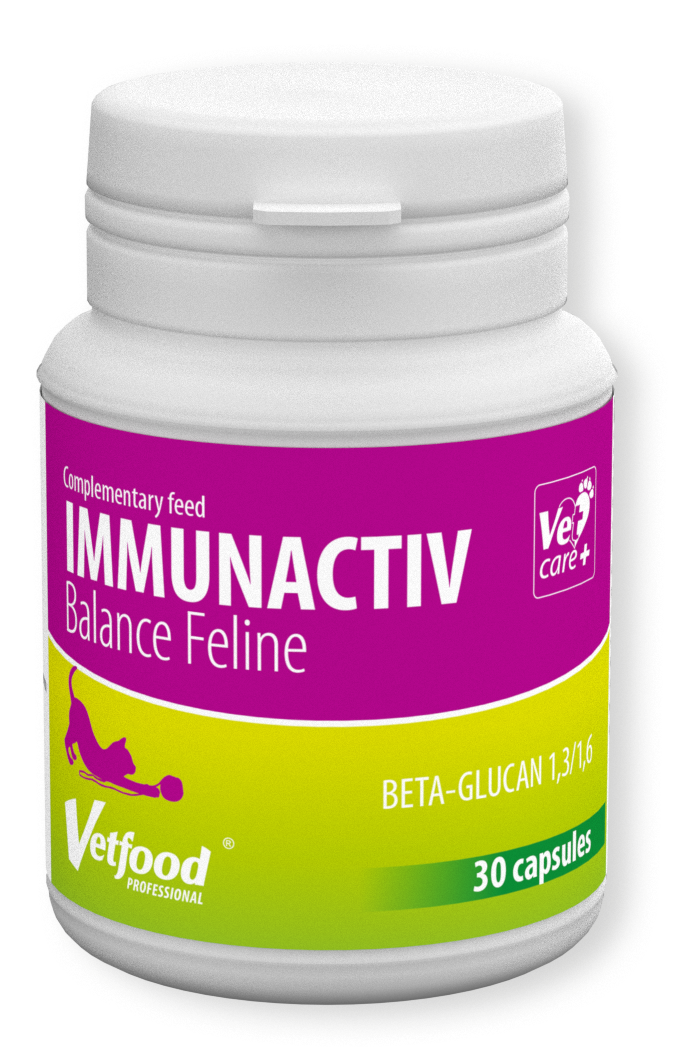 Complementary feed
IMMUNACTIV
Balance Feline
Vet
care +
BETA-GLUCAN 1,3/1,6
30 capsules
Vetfood ®
PROFESSIONAL